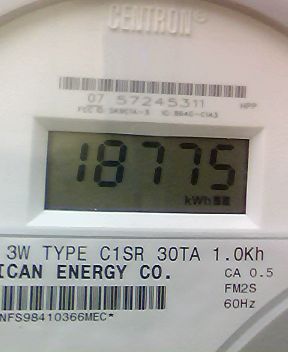 CENTRON®
07 57245311 HPP
18775
kWh
3W TYPE C1SR 30TA 1.0Kh
ICAN ENERGY CO. CA 0.5
FM2S
60Hz
NFS98410366MEC*